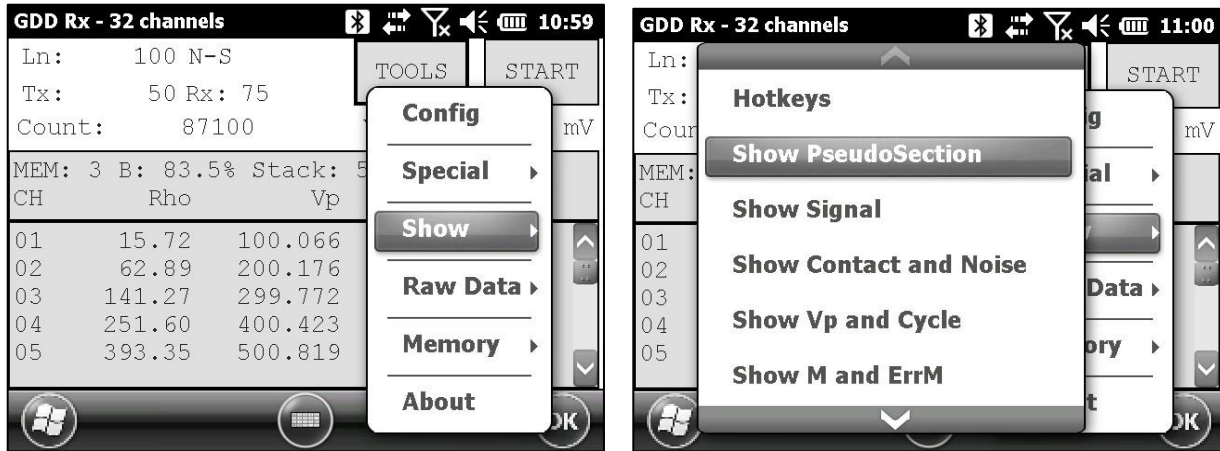 GDD Rx - 32 channels 10:59
Ln: 100 N-S
TOOLS START
Tx: 50 Rx: 75
Count: 87100 mV
MEM: 3 B: 83.5% Stack: 5
CH Rho Vp
01 15.72 100.066
02 62.89 200.176
03 141.27 299.772
04 251.60 400.423
05 393.35 500.819
Config
Special
Show
Raw Data
Memory
About
GDD Rx - 32 channels 11:00
Ln:
START
Tx:
mV
MEM:
CH
01
02
03
04
05
Hotkeys
Show PseudoSection
Show Signal
Show Contact and Noise
Show Vp and Cycle
Show M and ErrM
Data